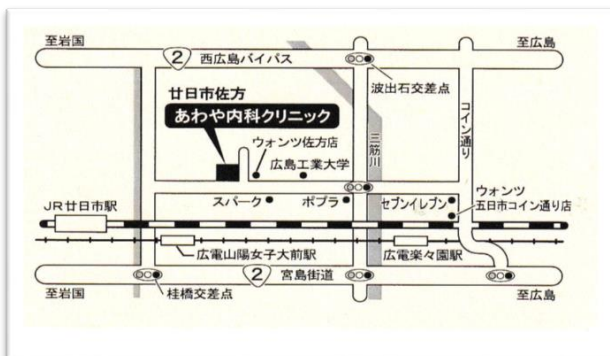 至岩国
2
西広島バイパス
至広島
波出石交差点
廿日市佐方
あわや内科クリニック
コイン通り
三筋川
ウォンツ佐方店
広島工業大学
スパーク
ポプラ
セブンイレブン
ウォンツ
五日市コイン通り店
JR廿日市駅
広電山陽女子大前駅
広電楽々園駅
2
宮島街道
至岩国
桂橋交差点
至広島